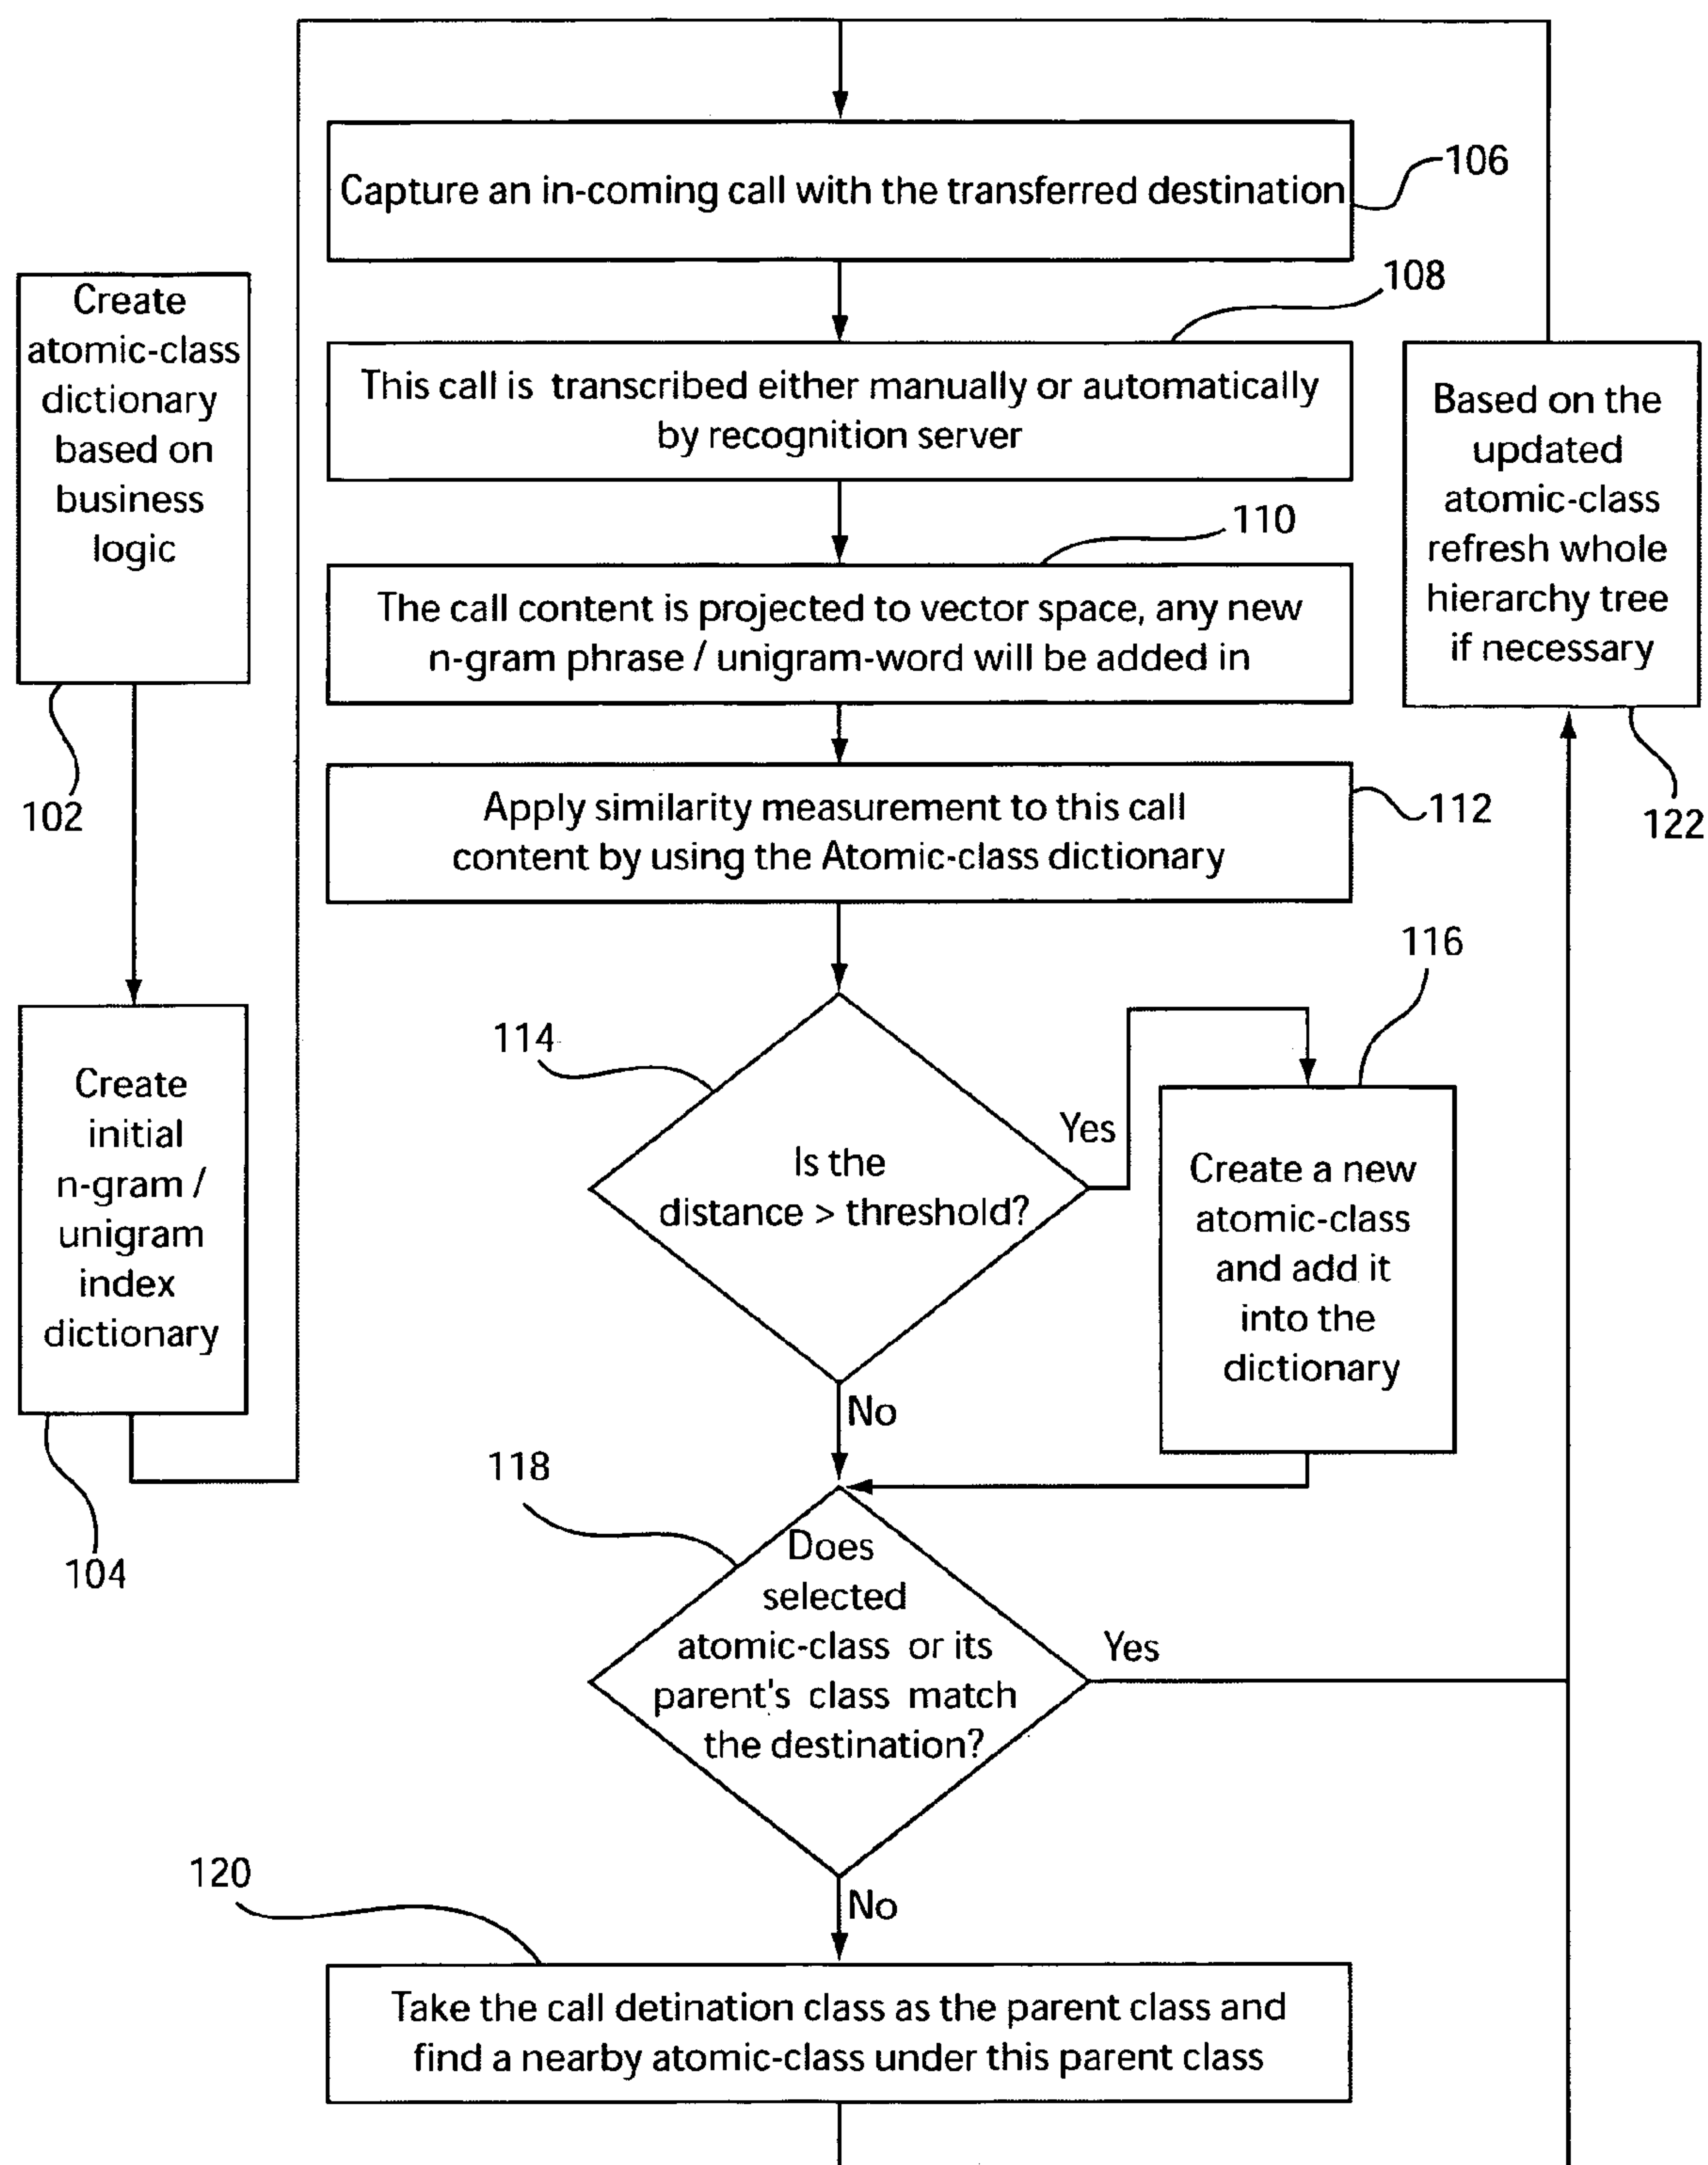 Create
atomic-class
dictionary
based on
business
logic
102
Create
initial
n-gram /
unigram
index
dictionary
104
Capture an in-coming call with the transferred destination
106
108
This call is transcribed either manually or automatically
by recognition server
110
The call content is projected to vector space, any new
n-gram phrase / unigram-word will be added in
Apply similarity measurement to this call
content by using the Atomic-class dictionary
112
114
Is the
distance > threshold?
Yes
No
116
Create a new
atomic-class
and add it
into the
dictionary
118
Does
selected
atomic-class or its
parent's class match
the destination?
Yes
No
120
Take the call detination class as the parent class and
find a nearby atomic-class under this parent class
Based on the
updated
atomic-class
refresh whole
hierarchy tree
if necessary
122